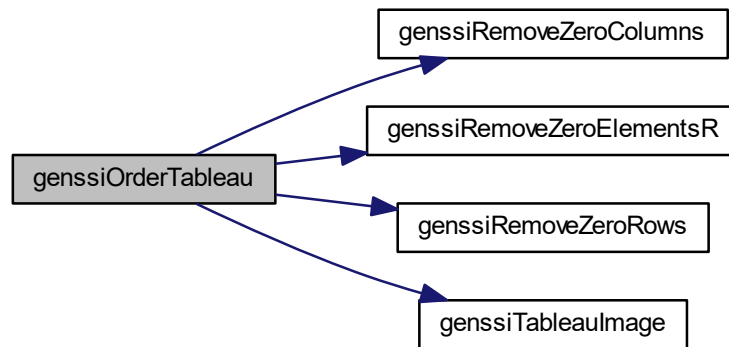 genssiRemoveZeroColumns
genssiRemoveZeroElementsR
genssiOrderTableau
genssiRemoveZeroRows
genssiTableauImage